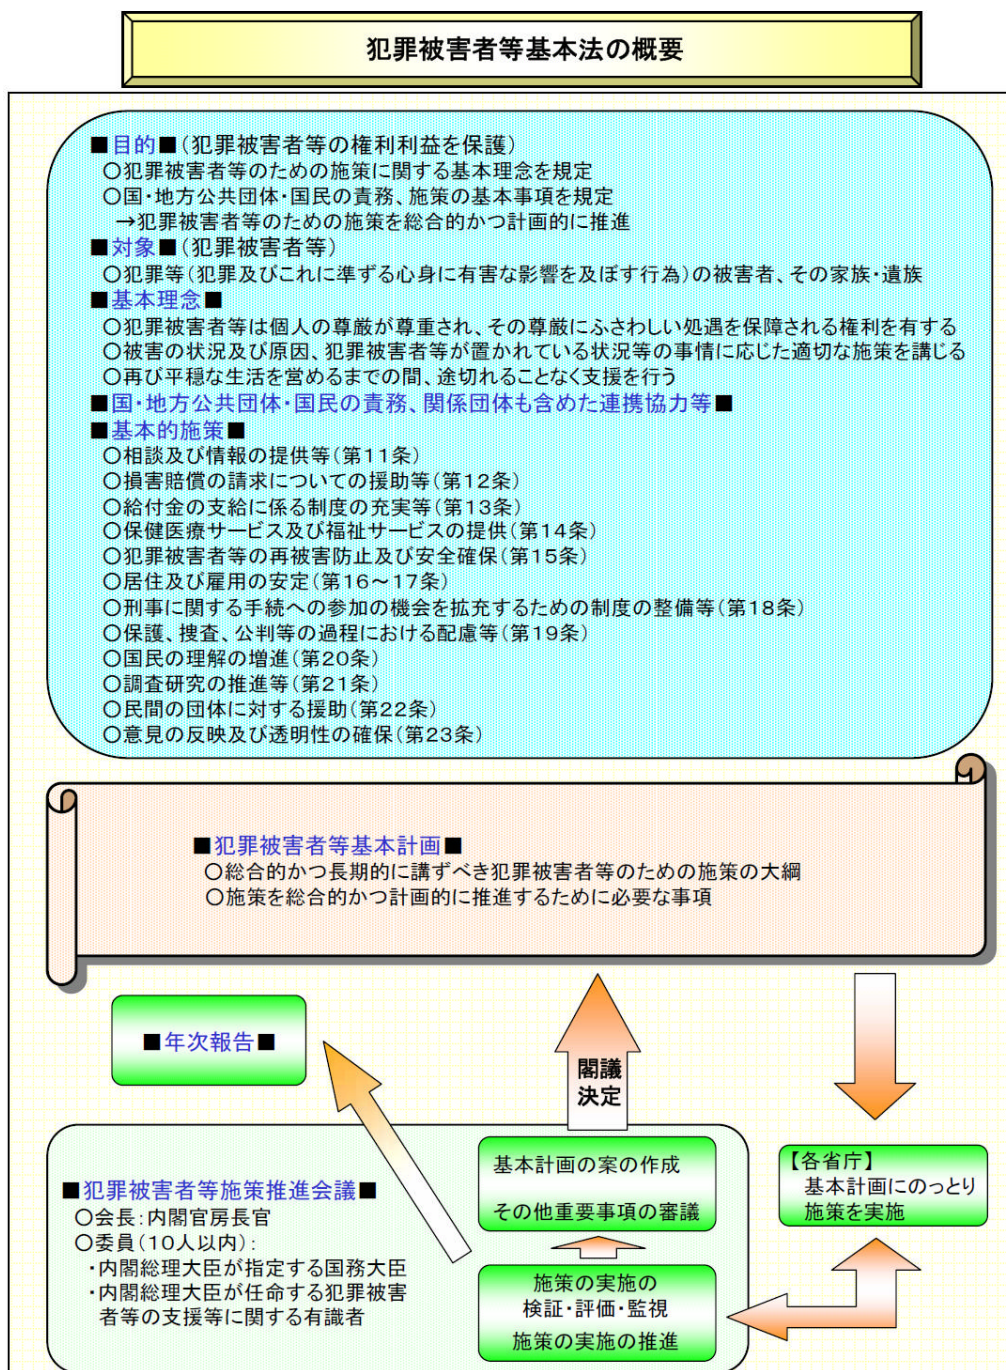 犯罪被害者等基本法の概要
■目的■(犯罪被害者等の権利利益を保護)
○犯罪被害者等のための施策に関する基本理念を規定
○国・地方公共団体・国民の責務、施策の基本事項を規定
→犯罪被害者等のための施策を総合的かつ計画的に推進
■対象■(犯罪被害者等)
○犯罪等(犯罪及びこれに準ずる心身に有害な影響を及ぼす行為)の被害者、その家族・遺族
■基本理念■
○犯罪被害者等は個人の尊厳が尊重され、その尊厳にふさわしい処遇を保障される権利を有する
○被害の状況及び原因、犯罪被害者等が置かれている状況等の事情に応じた適切な施策を講じる
○再び平穏な生活を営めるまでの間、途切れることなく支援を行う
■国・地方公共団体・国民の責務、関係団体も含めた連携協力等■
■基本的施策■
○相談及び情報の提供等(第11条)
○損害賠償の請求についての援助等(第12条)
○給付金の支給に係る制度の充実等(第13条)
○保健医療サービス及び福祉サービスの提供(第14条)
○犯罪被害者等の再被害防止及び安全確保(第15条)
○居住及び雇用の安定(第16~17条)
○刑事に関する手続への参加の機会を拡充するための制度の整備等(第18条)
○保護、捜査、公判等の過程における配慮等(第19条)
○国民の理解の増進(第20条)
○調査研究の推進等(第21条)
○民間の団体に対する援助(第22条)
○意見の反映及び透明性の確保(第23条)
■犯罪被害者等基本計画■
○総合的かつ長期的に講ずべき犯罪被害者等のための施策の大綱
○施策を総合的かつ計画的に推進するために必要な事項
■年次報告■
閣議
決定
■犯罪被害者等施策推進会議■
○会長:内閣官房長官
○委員(10人以内):
・内閣総理大臣が指定する国務大臣
・内閣総理大臣が任命する犯罪被害
者等の支援等に関する有識者
基本計画の案の作成
その他重要事項の審議
施策の実施の
検証・評価・監視
施策の実施の推進
【各省庁】
基本計画にのっとり
施策を実施